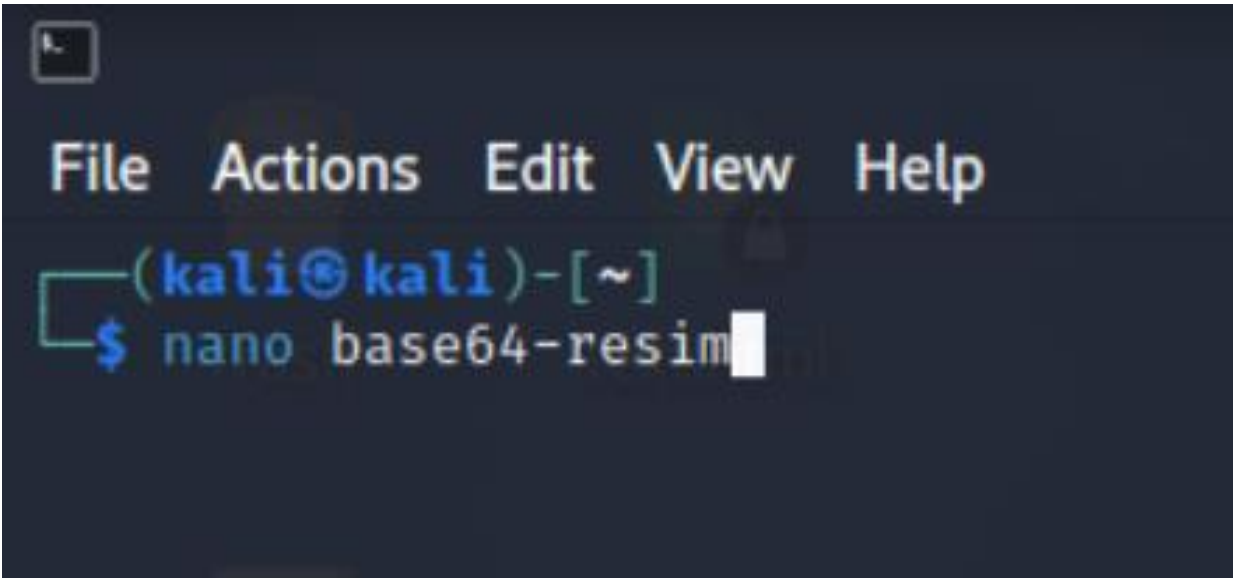 File Actions Edit View Help
┌──(kali㉿kali)-[~]
└─$ nano base64-resim